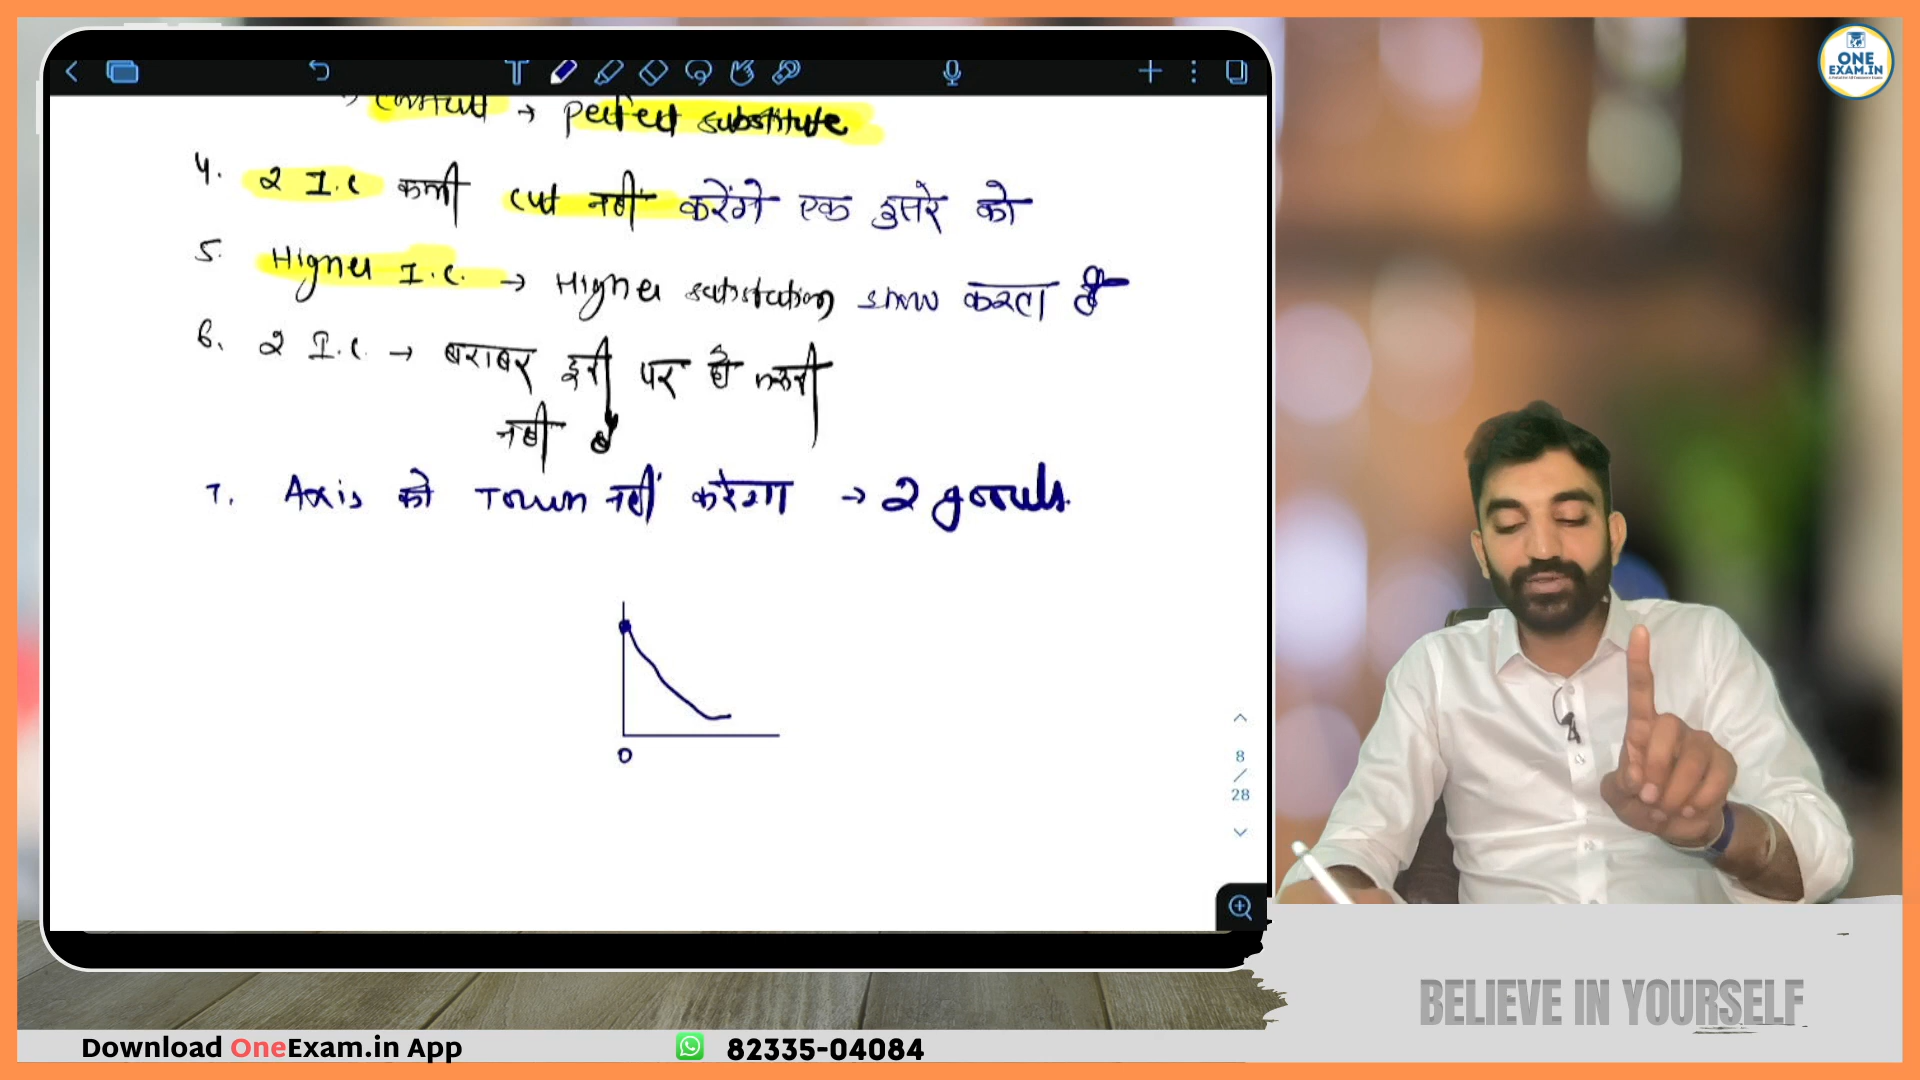 → perfect substitute
4. 2 I.C कभी cut नहीं करेंगे एक दुसरे को
5. Higher I.C. → Higher satisfaction show करता है
6. 2 I.C. → बराबर दूरी पर हो जरूरी
नहीं है
7. Axis को Touch नहीं करेगा → 2 goods.
0
8
/
28
ONE
EXAM.IN
BELIEVE IN YOURSELF
Download OneExam.in App
82335-04084